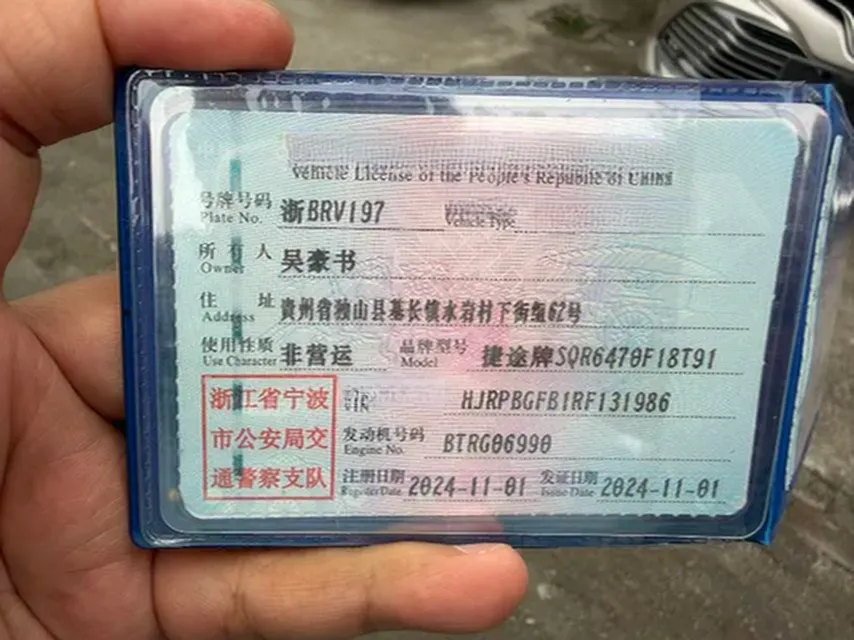 Vehicle License of the People's Republic of China
号牌号码 浙BRV197 Vehicle Type
Plate No.
所有人 吴豪书
Owner
住址 贵州省独山县基长镇水岩村下街组62号
Address
使用性质 非营运 品牌型号 捷途牌SQR6470F18T91
Use Character Model
浙江省宁波 VIN HJRPBGFB1RF131986
市公安局交 发动机号码 BTRG06990
Engine No.
通警察支队 注册日期 2024-11-01 发证日期 2024-11-01
Register Date Issue Date